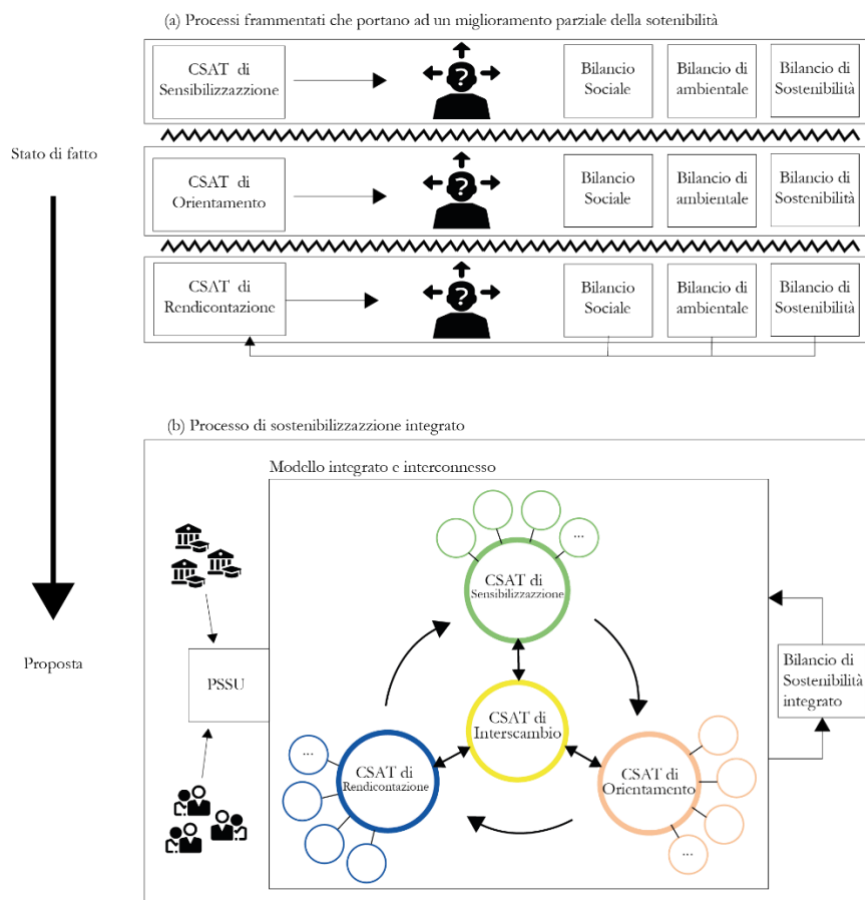 (a) Processi frammentati che portano ad un miglioramento parziale della sotenibilità
CSAT di
Sensibilizzazzione
?
Bilancio
Sociale
Bilancio di
ambientale
Bilancio di
Sostenibilità
Stato di fatto
CSAT di
Orientamento
?
Bilancio
Sociale
Bilancio di
ambientale
Bilancio di
Sostenibilità
CSAT di
Rendicontazione
?
Bilancio
Sociale
Bilancio di
ambientale
Bilancio di
Sostenibilità
(b) Processo di sostenibilizzazzione integrato
Modello integrato e interconnesso
...
CSAT di
Sensibilizzazzione
Proposta
PSSU
Bilancio di
Sostenibilità
integrato
CSAT di
Interscambio
...
CSAT di
Rendicontazione
CSAT di
Orientamento
...